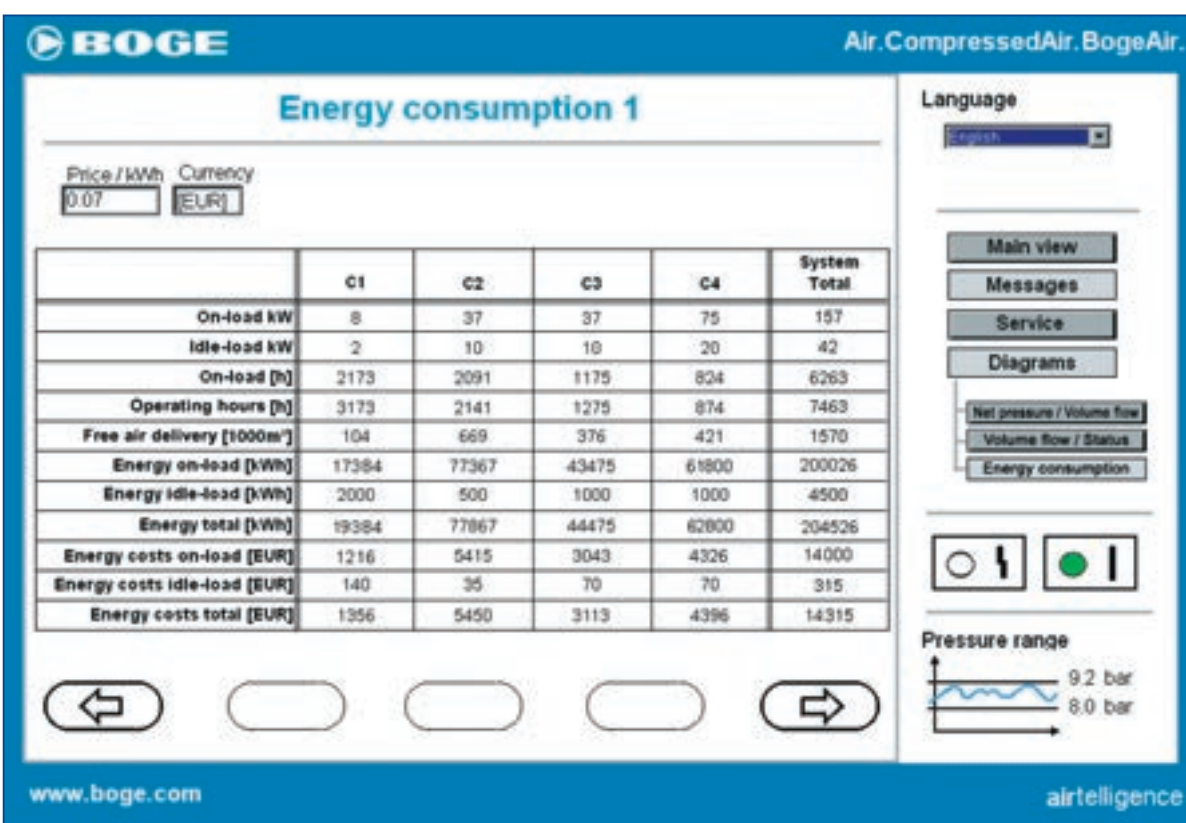 BOGE
Air.CompressedAir.BogeAir.
Energy consumption 1
Price / kWh Currency
0.07 [EUR]
C1 C2 C3 C4 System Total
On-load kW 8 37 37 75 157
Idle-load kW 2 10 10 20 42
On-load [h] 2173 2091 1175 824 6263
Operating hours [h] 3173 2141 1275 874 7463
Free air delivery [1000m³] 104 669 376 421 1570
Energy on-load [kWh] 17384 77367 43475 61800 200026
Energy idle-load [kWh] 2000 500 1000 1000 4500
Energy total [kWh] 19384 77867 44475 62800 204526
Energy costs on-load [EUR] 1216 5415 3043 4326 14000
Energy costs idle-load [EUR] 140 35 70 70 315
Energy costs total [EUR] 1356 5450 3113 4396 14315
Language
English
Main view
Messages
Service
Diagrams
Net pressure / Volume flow
Volume flow / Status
Energy consumption
Pressure range
9.2 bar
8.0 bar
www.boge.com
airtelligence